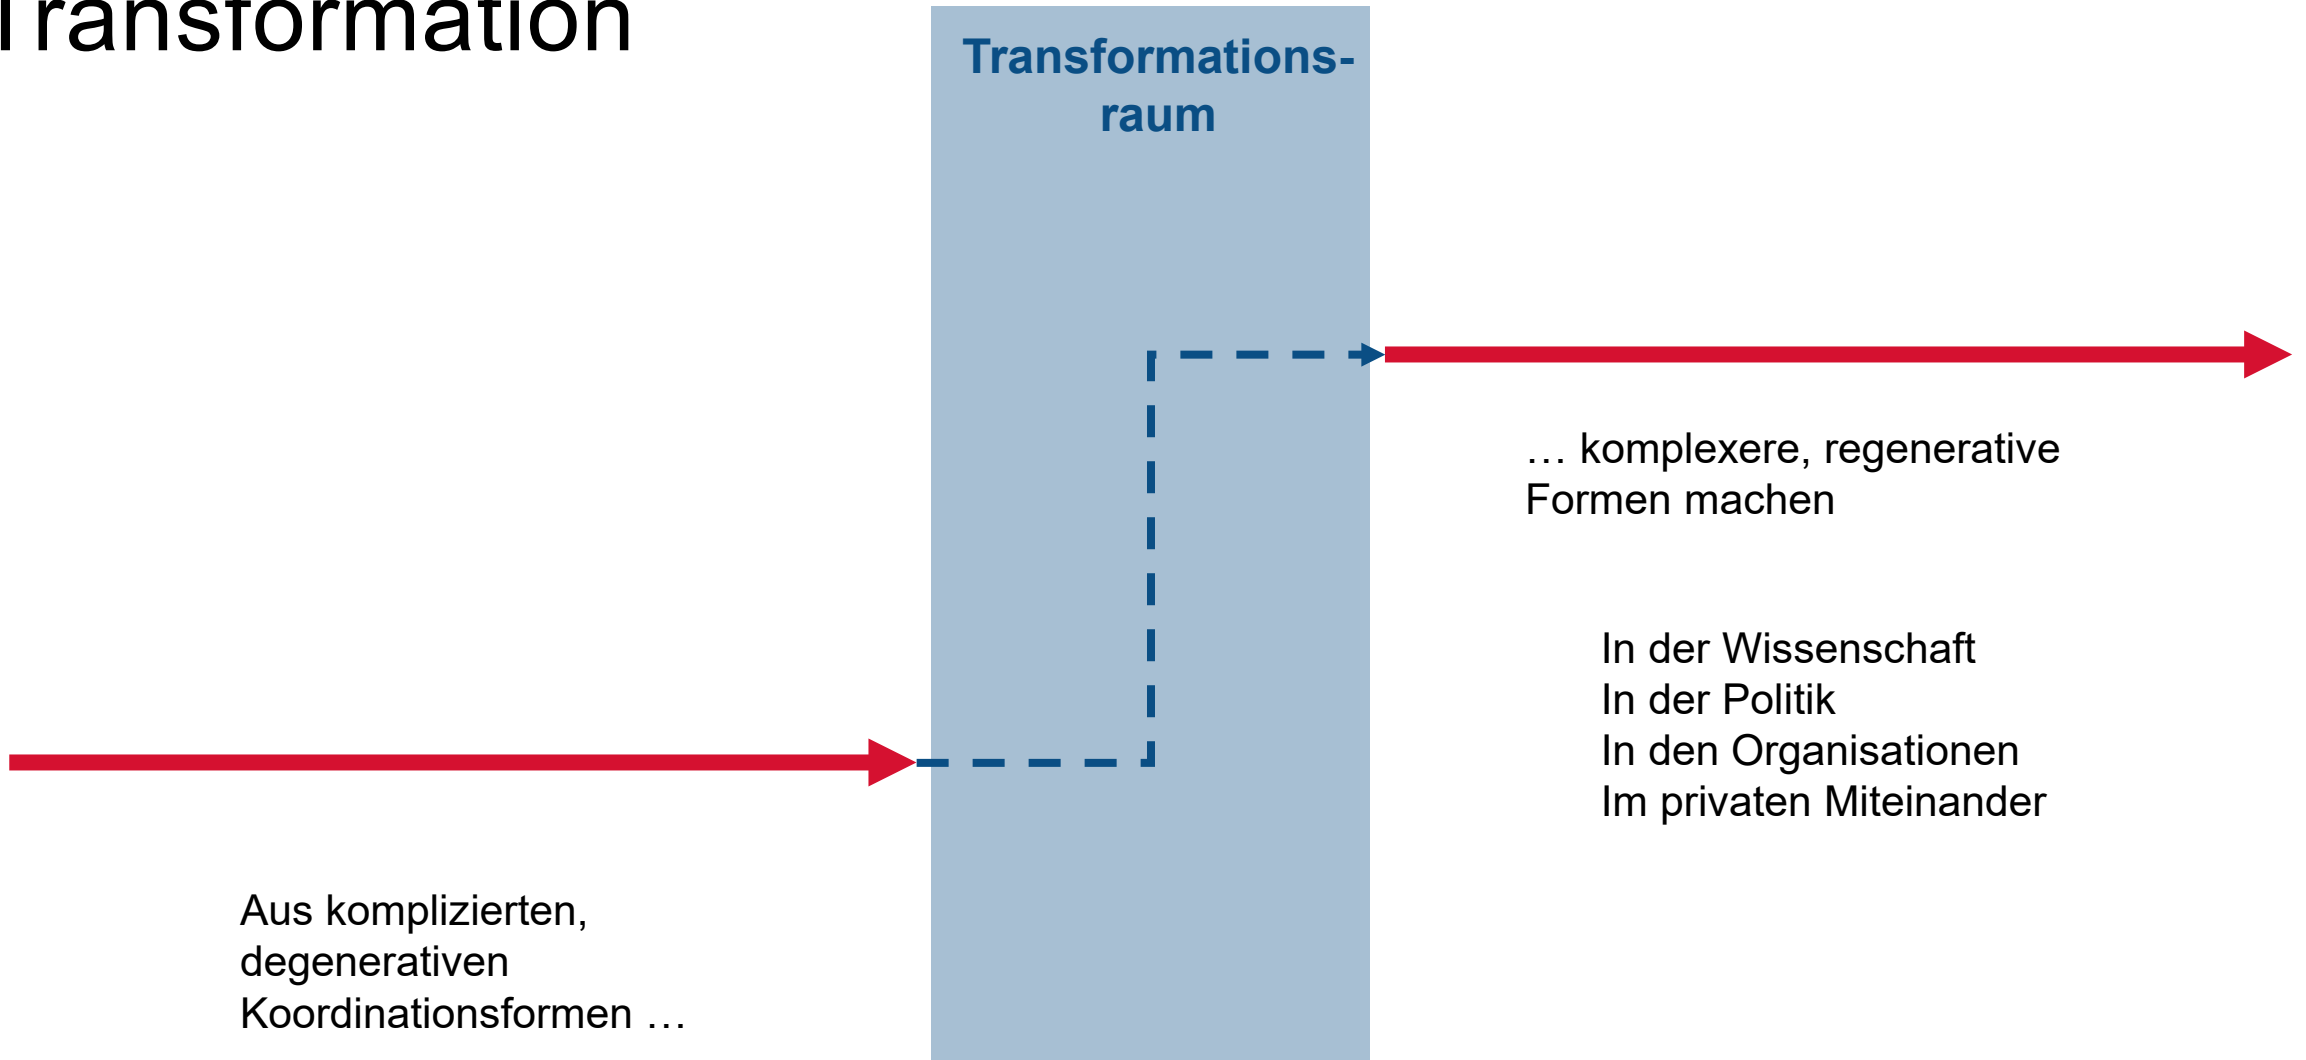 Transformation
Transformations-
raum
… komplexere, regenerative
Formen machen
In der Wissenschaft
In der Politik
In den Organisationen
Im privaten Miteinander
Aus komplizierten,
degenerativen
Koordinationsformen …